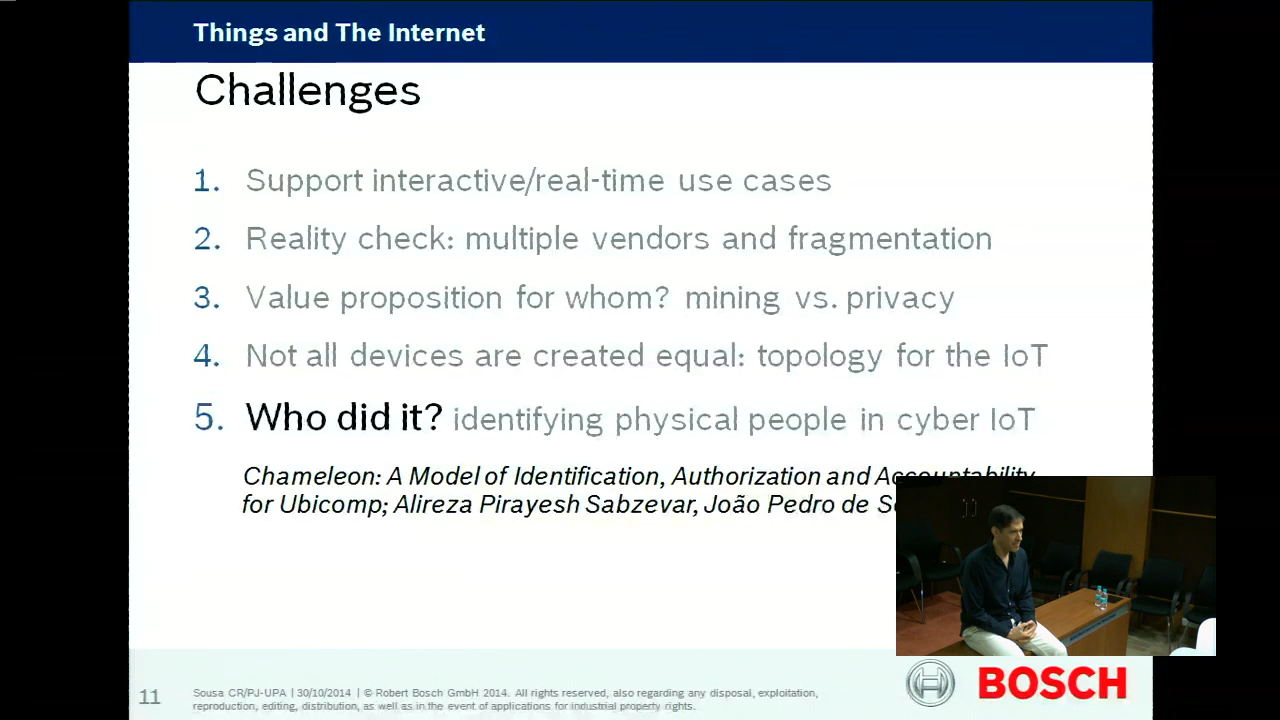 Things and The Internet
Challenges
1. Support interactive/real-time use cases
2. Reality check: multiple vendors and fragmentation
3. Value proposition for whom? mining vs. privacy
4. Not all devices are created equal: topology for the IoT
5. Who did it? identifying physical people in cyber IoT
Chameleon: A Model of Identification, Authorization and Accountability
for Ubicomp; Alireza Pirayesh Sabzevar, João Pedro de
11
Sousa CR/PJ-UPA | 30/10/2014 | © Robert Bosch GmbH 2014. All rights reserved, also regarding any disposal, exploitation,
reproduction, editing, distribution, as well as in the event of applications for industrial property rights.
BOSCH